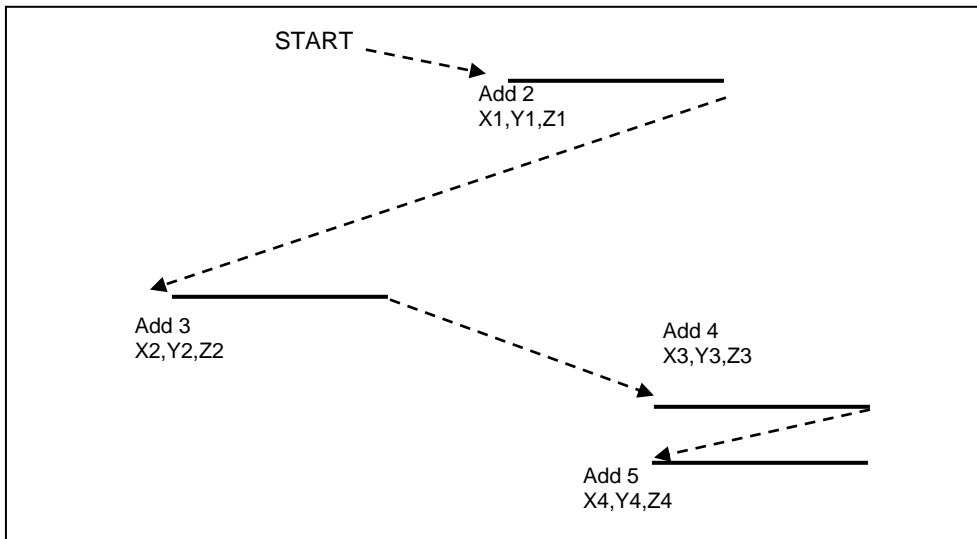 START
Add 2
X1,Y1,Z1
Add 3
X2,Y2,Z2
Add 4
X3,Y3,Z3
Add 5
X4,Y4,Z4